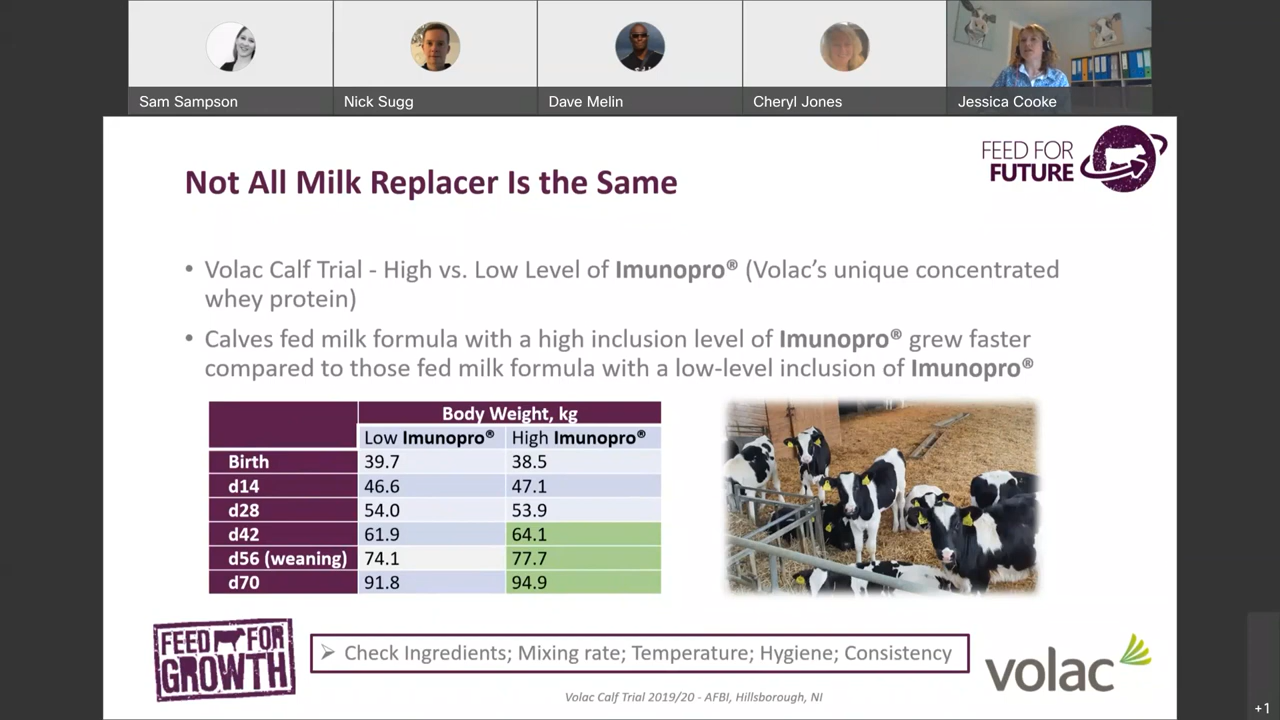 Sam Sampson
Nick Sugg
Dave Melin
Cheryl Jones
Jessica Cooke
FEED FOR
FUTURE
Not All Milk Replacer Is the Same
• Volac Calf Trial - High vs. Low Level of Imunopro® (Volac's unique concentrated
whey protein)
• Calves fed milk formula with a high inclusion level of Imunopro® grew faster
compared to those fed milk formula with a low-level inclusion of Imunopro®
Body Weight, kg
Low Imunopro® High Imunopro®
Birth 39.7 38.5
d14 46.6 47.1
d28 54.0 53.9
d42 61.9 64.1
d56 (weaning) 74.1 77.7
d70 91.8 94.9
FEED FOR
GROWTH
➢ Check Ingredients; Mixing rate; Temperature; Hygiene; Consistency
volac
Volac Calf Trial 2019/20 - AFBI, Hillsborough, NI
+1